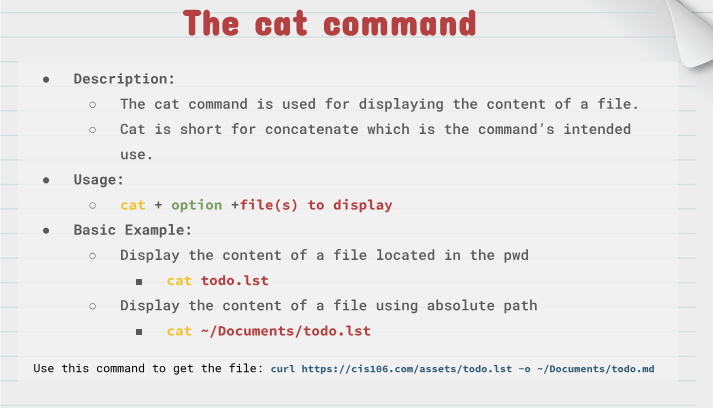 The cat command
● Description:
○ The cat command is used for displaying the content of a file.
○ Cat is short for concatenate which is the command's intended
use.
● Usage:
○ cat + option +file(s) to display
● Basic Example:
○ Display the content of a file located in the pwd
■ cat todo.lst
○ Display the content of a file using absolute path
■ cat ~/Documents/todo.lst
Use this command to get the file: curl https://cis106.com/assets/todo.lst -o ~/Documents/todo.md